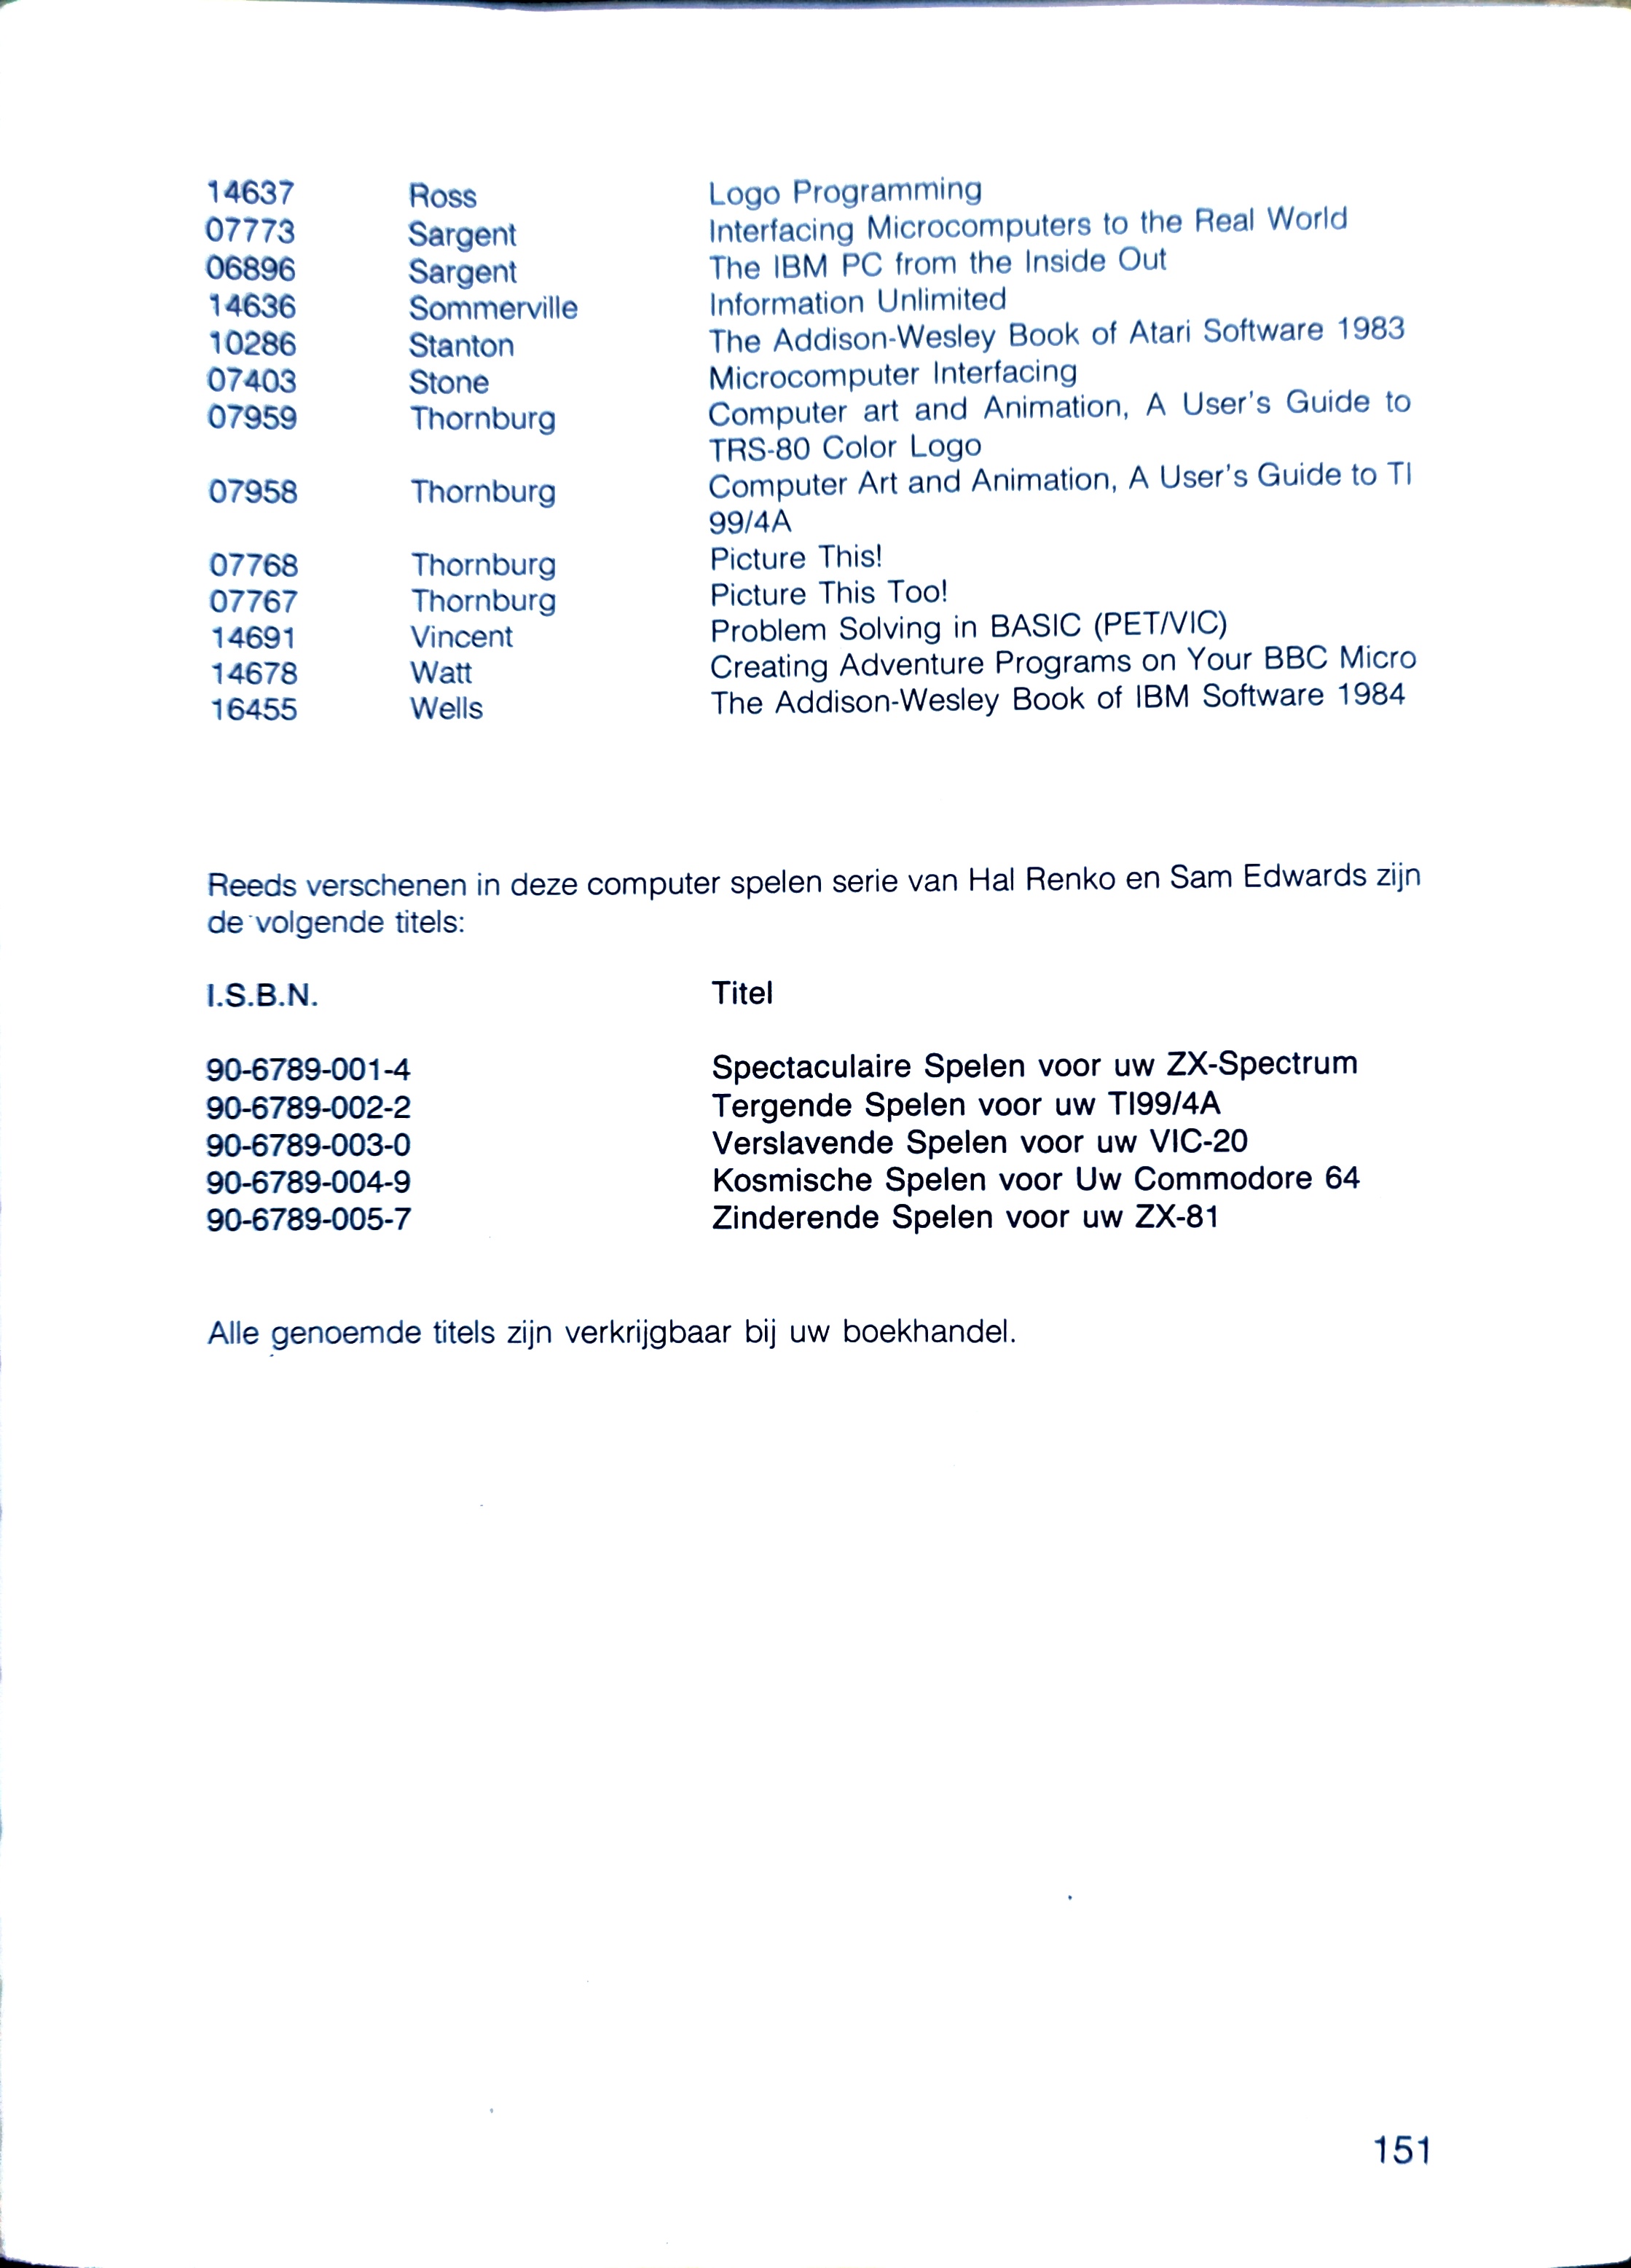 14637 Ross Logo Programming
07773 Sargent Interfacing Microcomputers to the Real World
06896 Sargent The IBM PC from the Inside Out
14636 Sommerville Information Unlimited
10286 Stanton The Addison-Wesley Book of Atari Software 1983
07403 Stone Microcomputer Interfacing
07959 Thornburg Computer art and Animation, A User's Guide to
TRS-80 Color Logo
07958 Thornburg Computer Art and Animation, A User's Guide to TI
99/4A
07768 Thornburg Picture This!
07767 Thornburg Picture This Too!
14691 Vincent Problem Solving in BASIC (PET/VIC)
14678 Watt Creating Adventure Programs on Your BBC Micro
16455 Wells The Addison-Wesley Book of IBM Software 1984
Reeds verschenen in deze computer spelen serie van Hal Renko en Sam Edwards zijn
de volgende titels:
I.S.B.N. Titel
90-6789-001-4 Spectaculaire Spelen voor uw ZX-Spectrum
90-6789-002-2 Tergende Spelen voor uw TI99/4A
90-6789-003-0 Verslavende Spelen voor uw VIC-20
90-6789-004-9 Kosmische Spelen voor Uw Commodore 64
90-6789-005-7 Zinderende Spelen voor uw ZX-81
Alle genoemde titels zijn verkrijgbaar bij uw boekhandel.
151